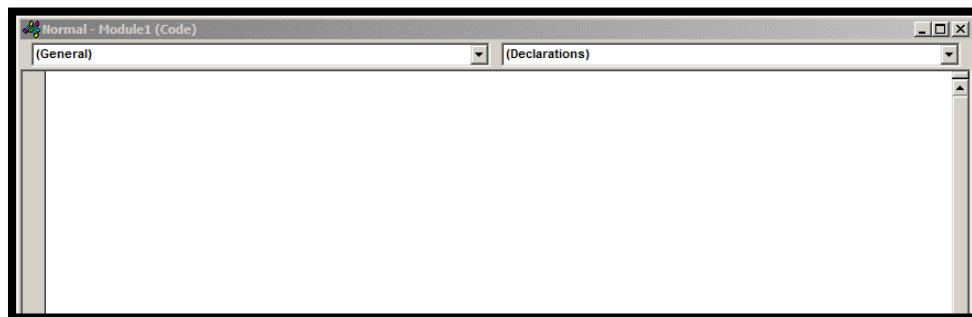 Normal - Module1 (Code)
(General) (Declarations)